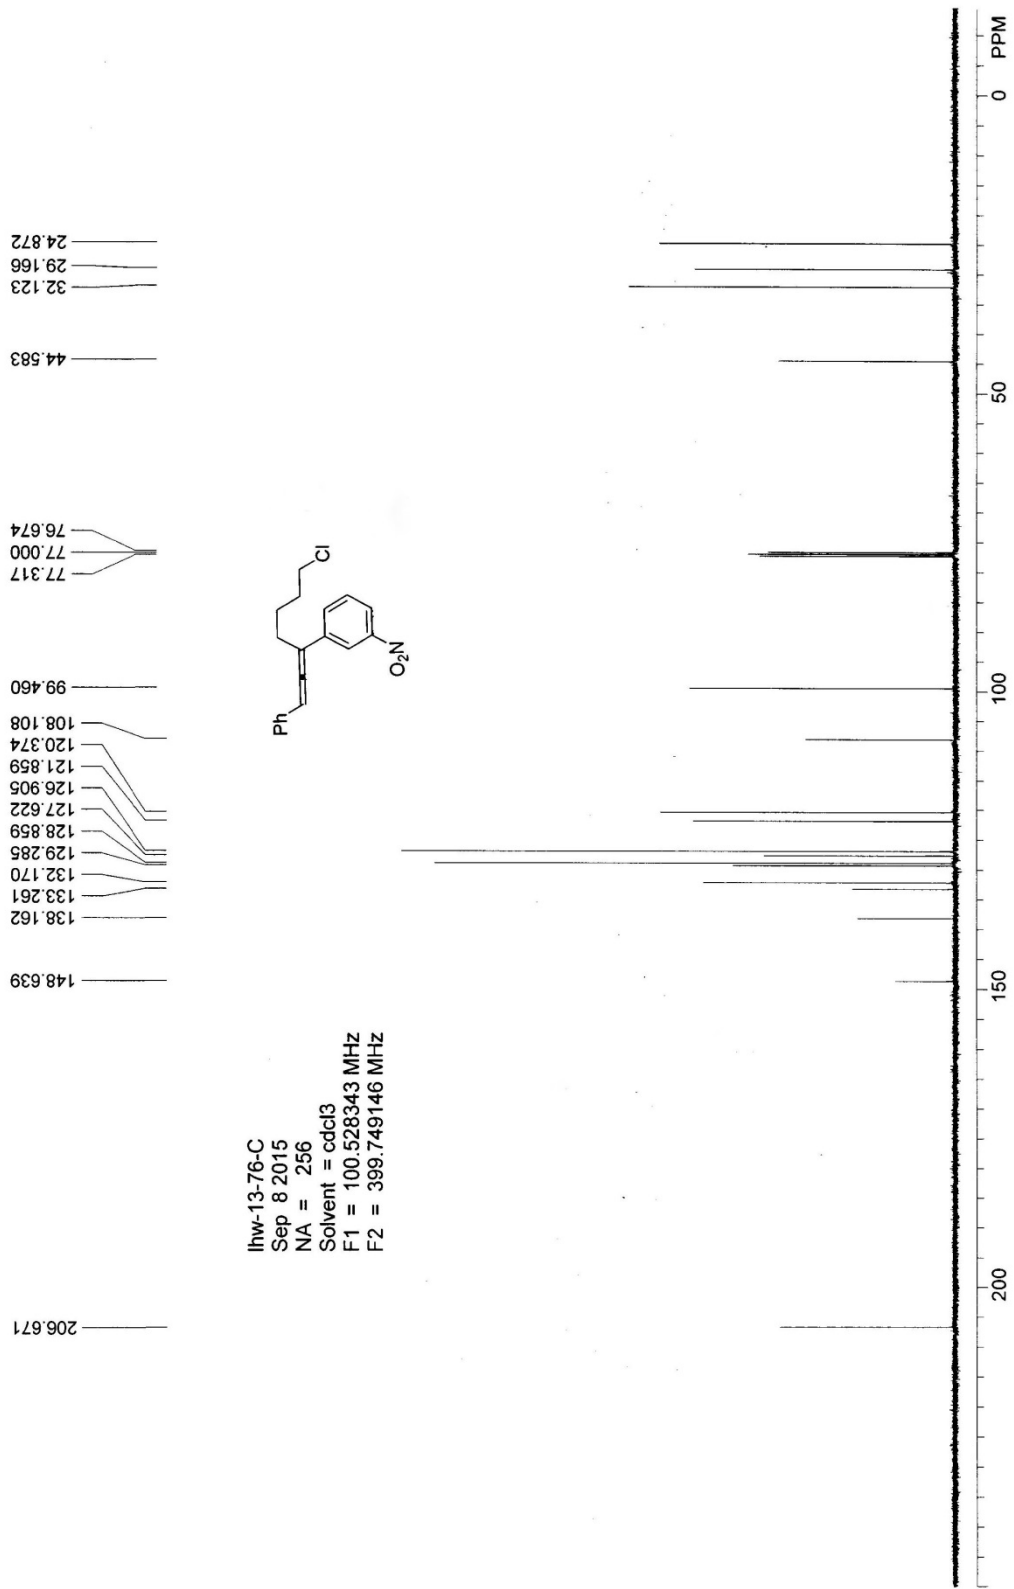 206.671
148.639
138.162
133.261
132.170
129.285
128.859
127.622
126.905
121.859
120.374
108.108
99.460
77.317
77.000
76.674
44.583
32.123
29.166
24.872
lhw-13-76-C
Sep 8 2015
NA = 256
Solvent = cdcl3
F1 = 100.528343 MHz
F2 = 399.749146 MHz
Ph
Cl
O2N
200
150
100
50
0
PPM